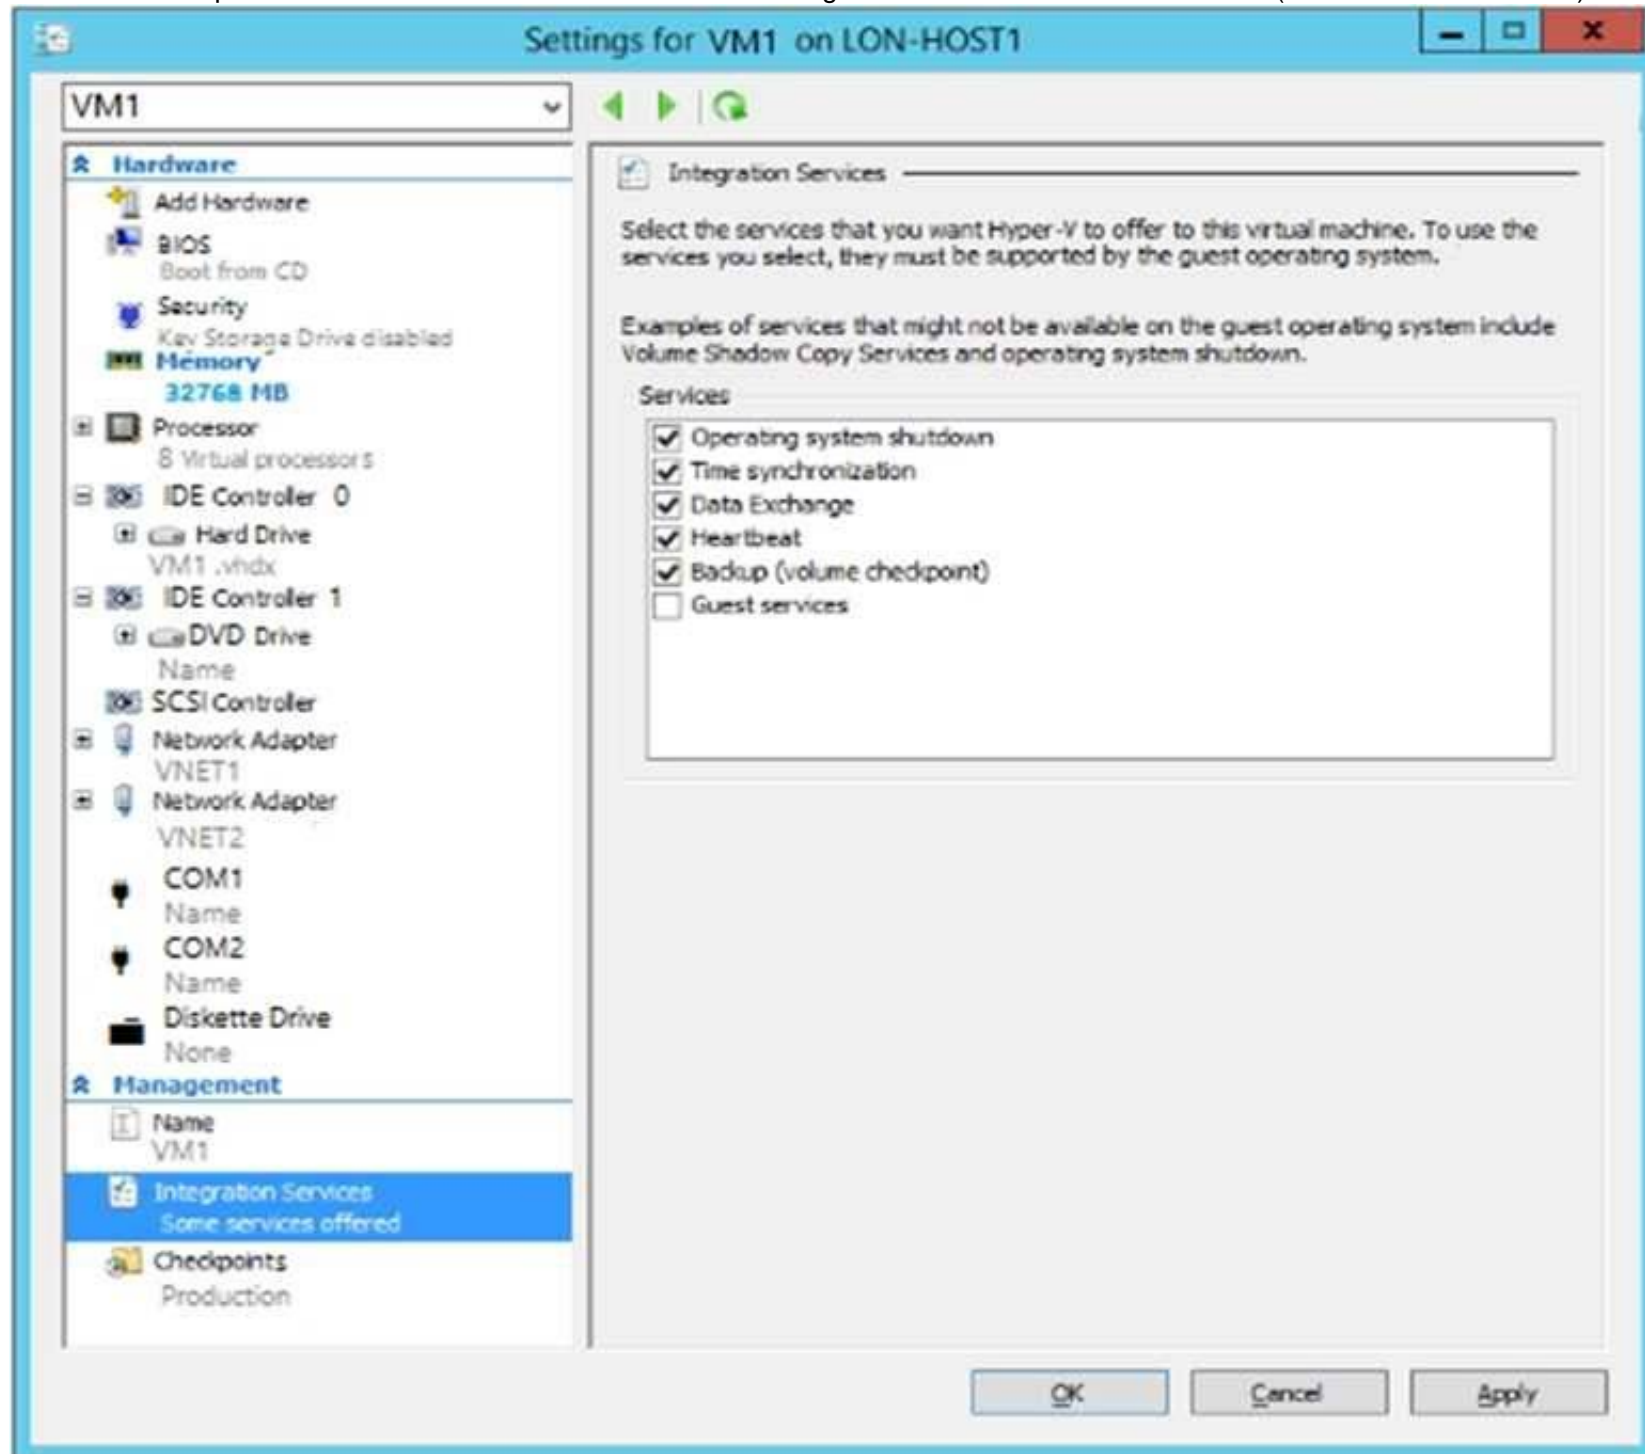 Settings for VM1 on LON-HOST1
VM1
Hardware
Add Hardware
BIOS
Boot from CD
Security
Key Storage Drive disabled
Memory
32768 MB
Processor
8 Virtual processors
IDE Controller 0
Hard Drive
VM1 .vhdx
IDE Controller 1
DVD Drive
Name
SCSI Controller
Network Adapter
VNET1
Network Adapter
VNET2
COM1
Name
COM2
Name
Diskette Drive
None
Management
Name
VM1
Integration Services
Some services offered
Checkpoints
Production
Integration Services
Select the services that you want Hyper-V to offer to this virtual machine. To use the
services you select, they must be supported by the guest operating system.
Examples of services that might not be available on the guest operating system include
Volume Shadow Copy Services and operating system shutdown.
Services
Operating system shutdown
Time synchronization
Data Exchange
Heartbeat
Backup (volume checkpoint)
Guest services
OK
Cancel
Apply